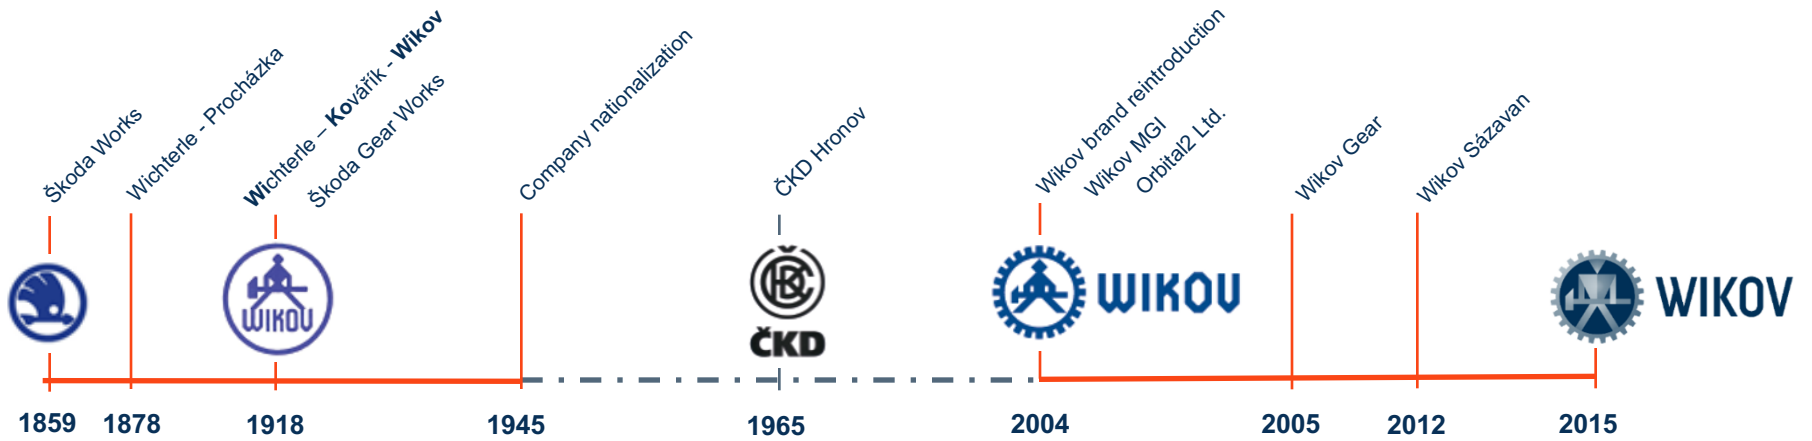 Škoda Works
Wichterle - Procházka
Wichterle – Kovářík - Wikov
Škoda Gear Works
Company nationalization
ČKD Hronov
Wikov brand reintroduction
Wikov MGI
Orbital2 Ltd.
Wikov Gear
Wikov Sázavan
WIKOV
ČKD
ČKD
WIKOV
WIKOV
1859
1878
1918
1945
1965
2004
2005
2012
2015